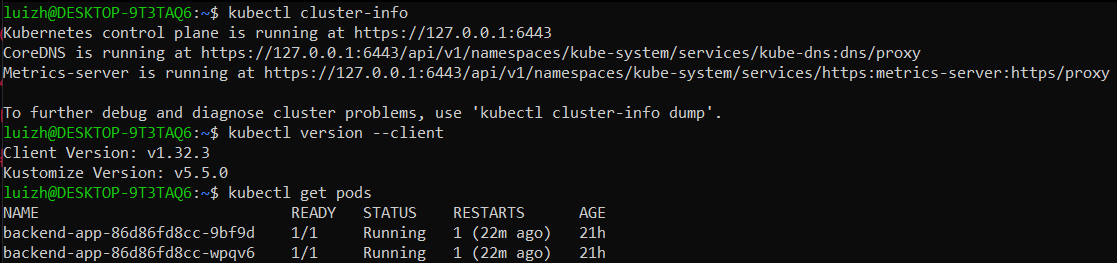 luizh@DESKTOP-9T3TAQ6:~$ kubectl cluster-info
Kubernetes control plane is running at https://127.0.0.1:6443
CoreDNS is running at https://127.0.0.1:6443/api/v1/namespaces/kube-system/services/kube-dns:dns/proxy
Metrics-server is running at https://127.0.0.1:6443/api/v1/namespaces/kube-system/services/https:metrics-server:https/proxy

To further debug and diagnose cluster problems, use 'kubectl cluster-info dump'.
luizh@DESKTOP-9T3TAQ6:~$ kubectl version --client
Client Version: v1.32.3
Kustomize Version: v5.5.0
luizh@DESKTOP-9T3TAQ6:~$ kubectl get pods
NAME                           READY   STATUS    RESTARTS      AGE
backend-app-86d86fd8cc-9bf9d   1/1     Running   1 (22m ago)   21h
backend-app-86d86fd8cc-wpqv6   1/1     Running   1 (22m ago)   21h